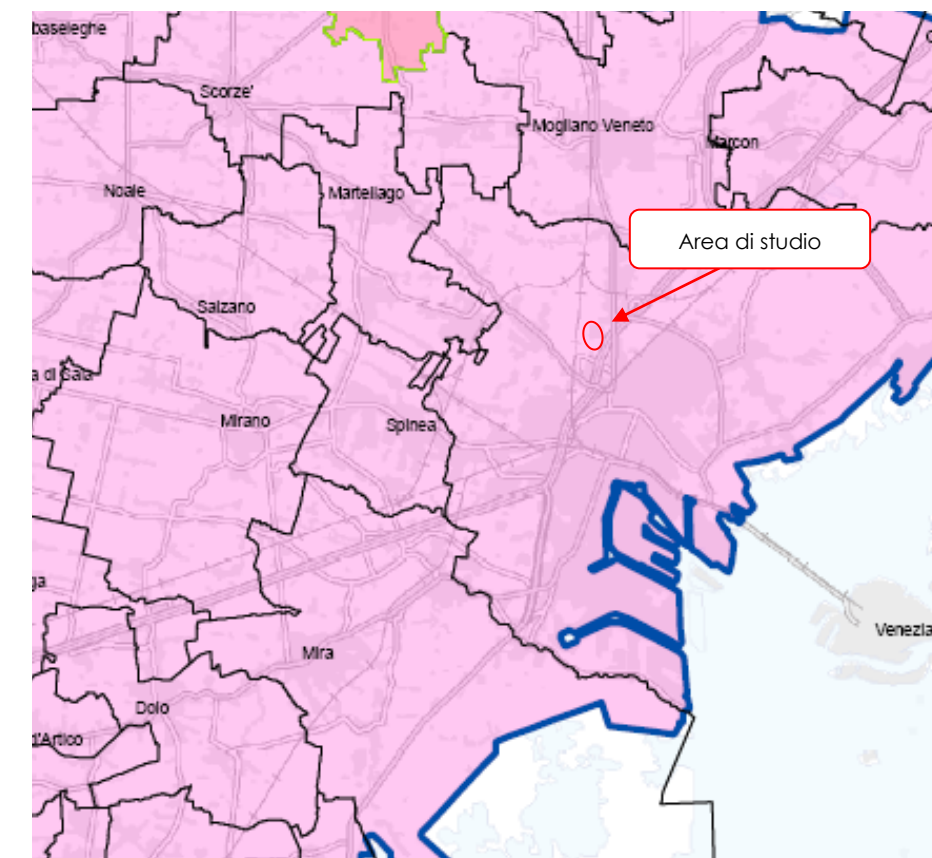 baseleghe
Scorze'
Mogliano Veneto
Marcon
Noale
Martellago
Area di studio
Salzano
a di Sala
Mirano
Spinea
ga
Venezia
Mira
Dolo
d'Artico